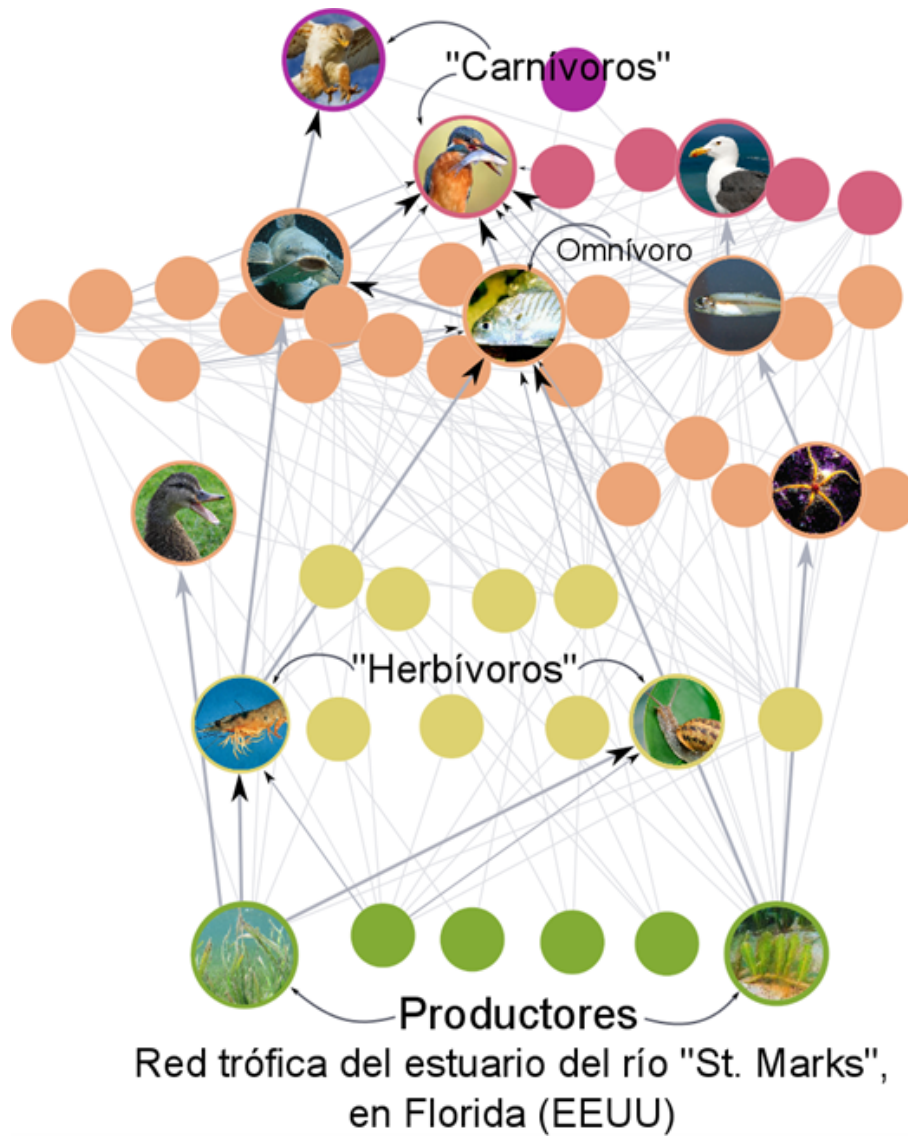 "Carnívoros"
Omnívoro
"Herbívoros"
Productores
Red trófica del estuario del río "St. Marks",
en Florida (EEUU)